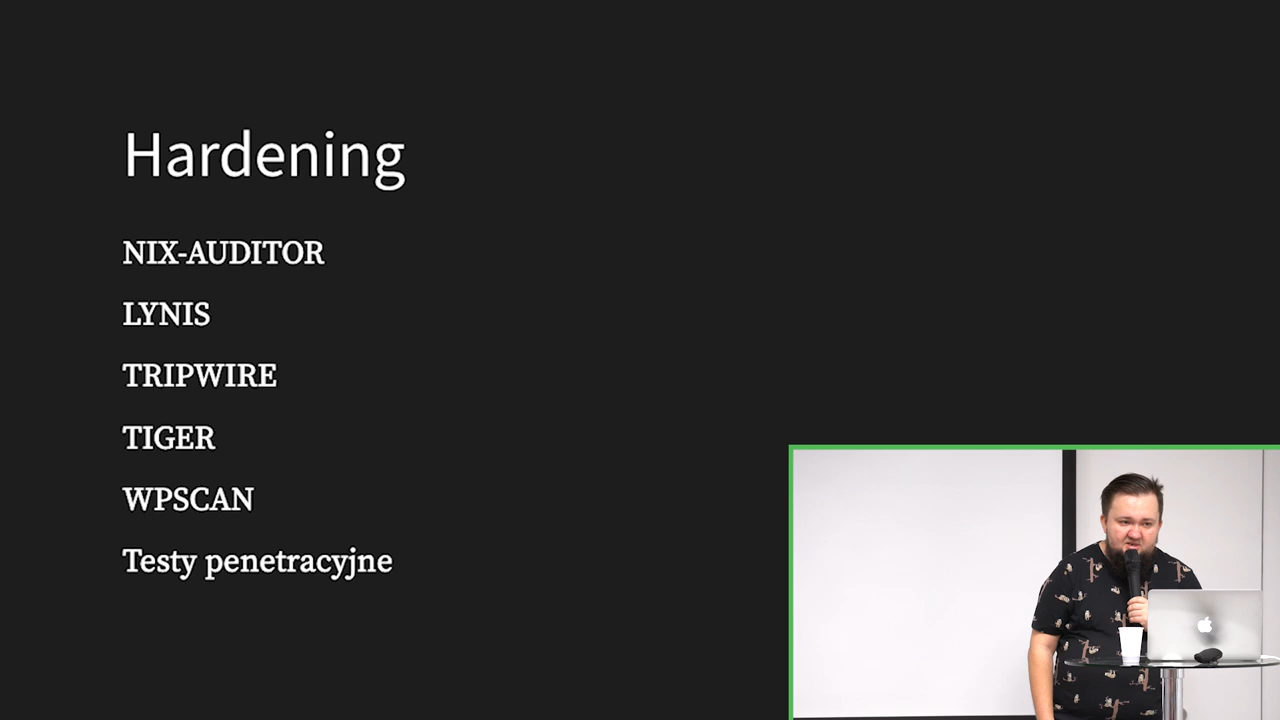 Hardening
NIX-AUDITOR
LYNIS
TRIPWIRE
TIGER
WPSCAN
Testy penetracyjne